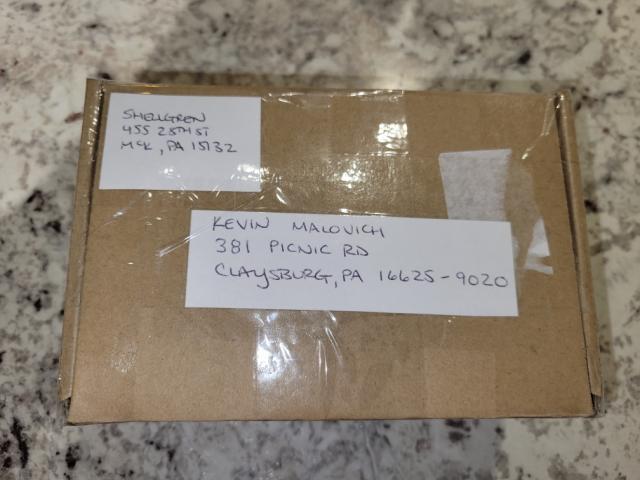 SHELLGREN
455 28TH ST
MCK, PA 15132
KEVIN MALOVICH
381 PICNIC RD
CLAYSBURG, PA 16625-9020